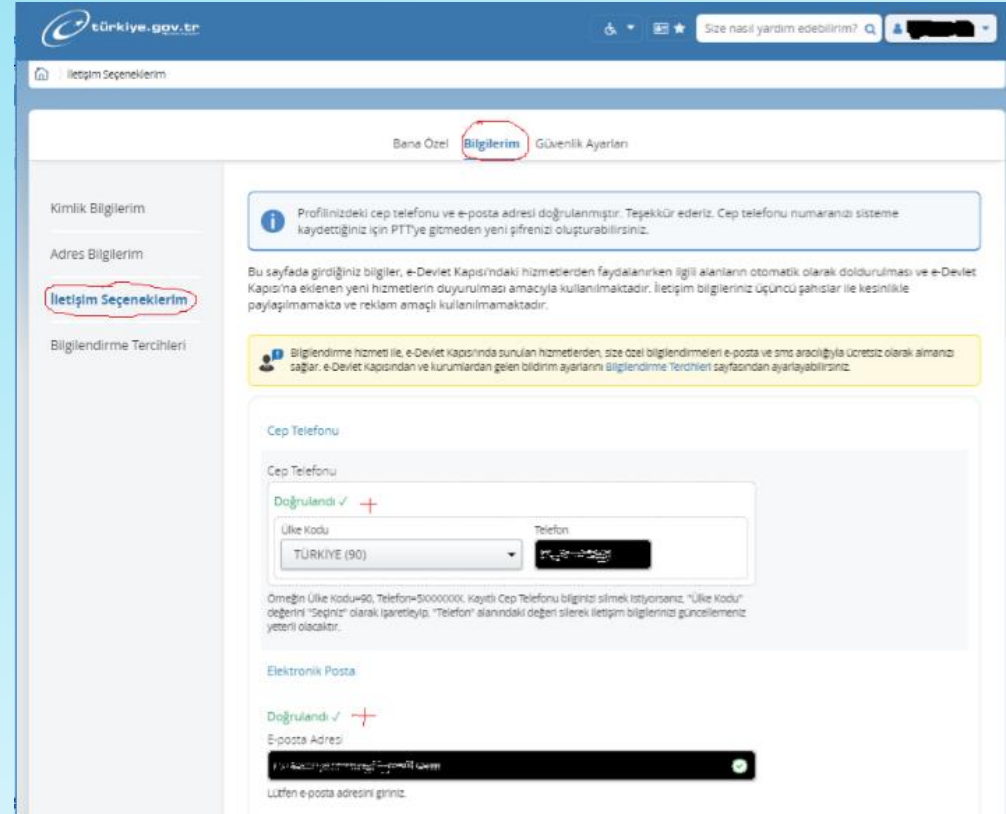 türkiye.gov.tr
Size nasıl yardım edebilirim?
İletişim Seçeneklerim
Bana Özel Bilgilerim Güvenlik Ayarları
Kimlik Bilgilerim
Adres Bilgilerim
İletişim Seçeneklerim
Bilgilendirme Tercihleri
Profilinizdeki cep telefonu ve e-posta adresi doğrulanmıştır. Teşekkür ederiz. Cep telefonu numaranızı sisteme
kaydettiğiniz için PTT'ye gitmeden yeni şifrenizi oluşturabilirsiniz.
Bu sayfada girdiğiniz bilgiler, e-Devlet Kapısı'ndaki hizmetlerden faydalanırken ilgili alanların otomatik olarak doldurulması ve e-Devlet
Kapısı'na eklenen yeni hizmetlerin duyurulması amacıyla kullanılmaktadır. İletişim bilgileriniz üçüncü şahıslar ile kesinlikle
paylaşılmamakta ve reklam amaçlı kullanılmamaktadır.
Bilgilendirme hizmeti ile, e-Devlet Kapısı'nda sunulan hizmetlerden, size özel bilgilendirmeleri e-posta ve sms aracılığıyla ücretsiz olarak almanızı
sağlar. e-Devlet Kapısından ve kurumlardan gelen bildirim ayarlarını Bilgilendirme Tercihleri sayfasından ayarlayabilirsiniz.
Cep Telefonu
Cep Telefonu
Doğrulandı ✓
Ülke Kodu Telefon
TÜRKİYE (90)
Örneğin Ülke Kodu=90, Telefon=5XXXXXXXX. Kayıtlı Cep Telefonu bilginizi silmek istiyorsanız, "Ülke Kodu"
değerini "Seçiniz" olarak işaretleyip, "Telefon" alanındaki değeri silerek iletişim bilgilerinizi güncellemeniz
yeterli olacaktır.
Elektronik Posta
Doğrulandı ✓
E-posta Adresi
Lütfen e-posta adresini giriniz.